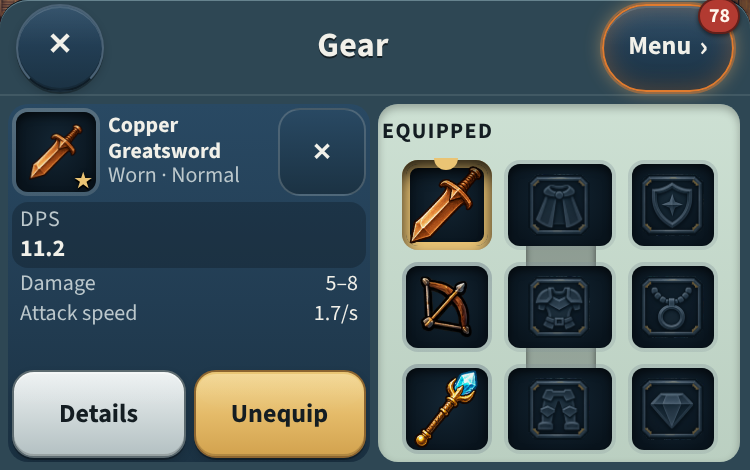 ×
Gear
Menu ›
78
Copper
Greatsword
Worn · Normal
×
DPS
11.2
Damage 5–8
Attack speed 1.7/s
Details
Unequip
EQUIPPED